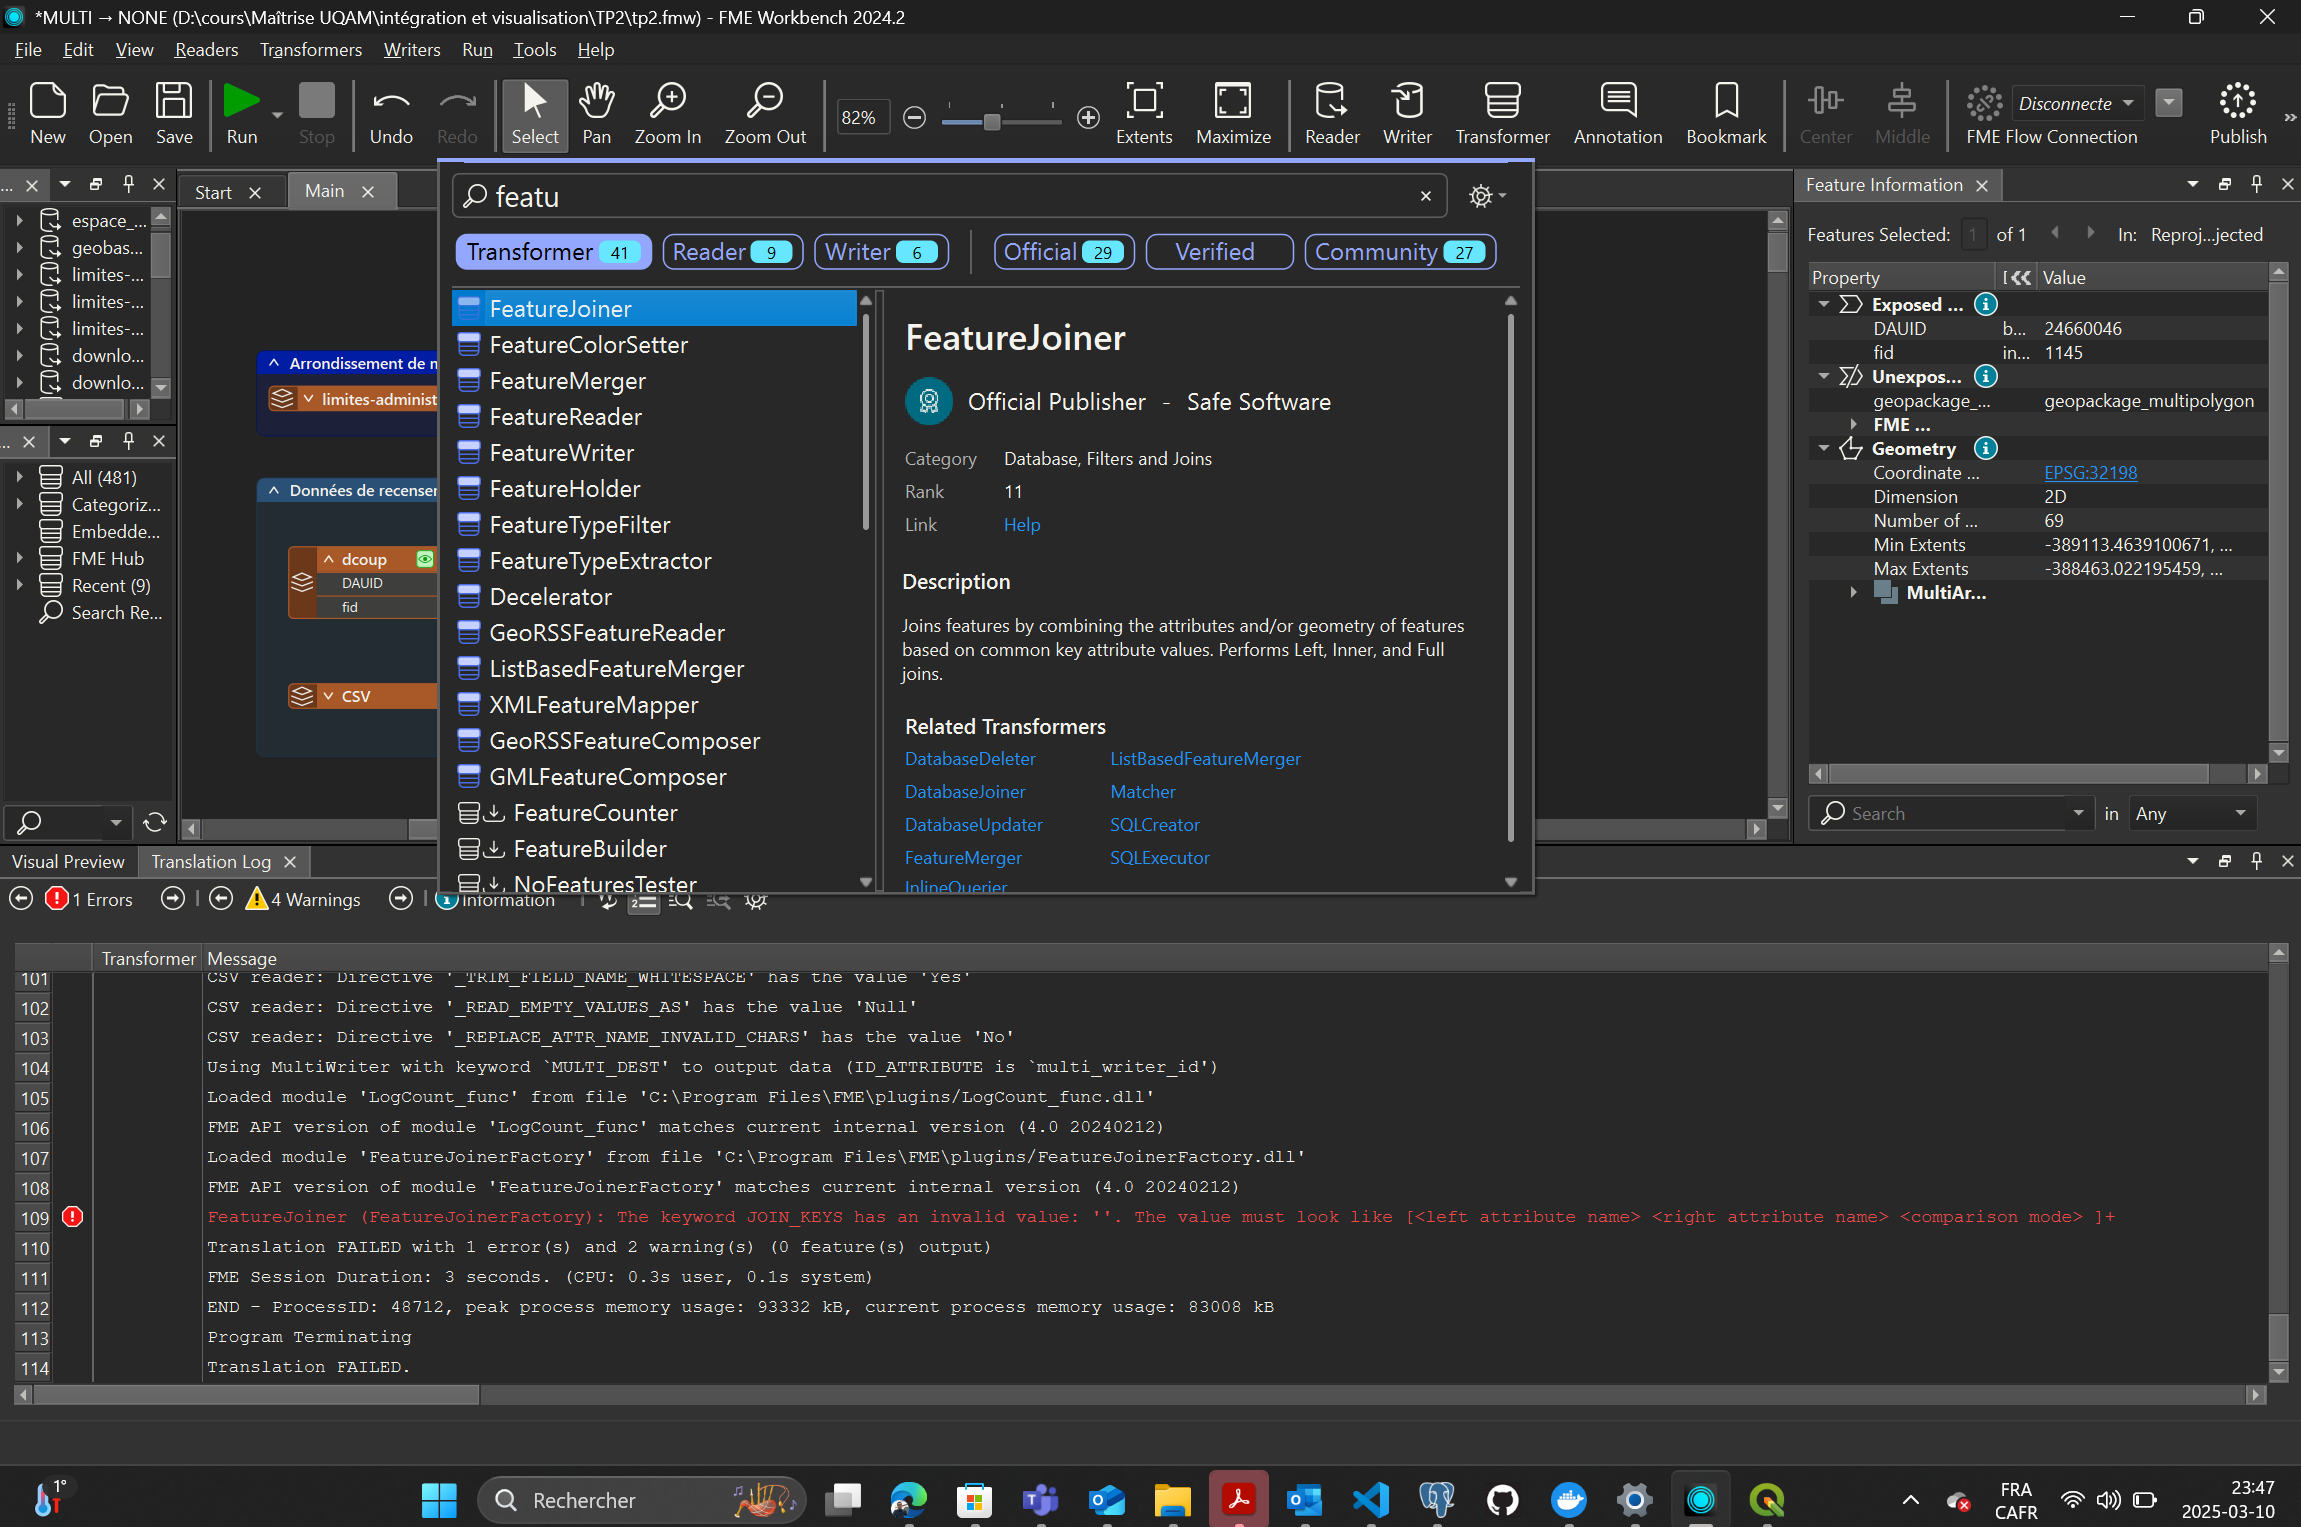 *MULTI → NONE (D:\cours\Maîtrise UQAM\intégration et visualisation\TP2\tp2.fmw) - FME Workbench 2024.2
File Edit View Readers Transformers Writers Run Tools Help
New Open Save Run Stop Undo Redo Select Pan Zoom In Zoom Out 82% Extents Maximize Reader Writer Transformer Annotation Bookmark Center Middle Disconnecte FME Flow Connection Publish
espace_...
geobas...
limites-...
limites-...
limites-...
downlo...
downlo...
All (481)
Categoriz...
Embedde...
FME Hub
Recent (9)
Search Re...
Start
Main
Arrondissement de m
limites-administ
Données de recenser
dcoup
DAUID
fid
CSV
featu
Transformer 41 Reader 9 Writer 6 Official 29 Verified Community 27
FeatureJoiner
FeatureColorSetter
FeatureMerger
FeatureReader
FeatureWriter
FeatureHolder
FeatureTypeFilter
FeatureTypeExtractor
Decelerator
GeoRSSFeatureReader
ListBasedFeatureMerger
XMLFeatureMapper
GeoRSSFeatureComposer
GMLFeatureComposer
FeatureCounter
FeatureBuilder
NoFeaturesTester
FeatureJoiner
Official Publisher - Safe Software
Category Database, Filters and Joins
Rank 11
Link Help
Description
Joins features by combining the attributes and/or geometry of features
based on common key attribute values. Performs Left, Inner, and Full
joins.
Related Transformers
DatabaseDeleter ListBasedFeatureMerger
DatabaseJoiner Matcher
DatabaseUpdater SQLCreator
FeatureMerger SQLExecutor
InlineQuerier
Feature Information
Features Selected: 1 of 1 In: Reproj...jected
Property Value
Exposed ...
DAUID b... 24660046
fid in... 1145
Unexpos...
geopackage_... geopackage_multipolygon
FME ...
Geometry
Coordinate ... EPSG:32198
Dimension 2D
Number of ... 69
Min Extents -389113.4639100671, ...
Max Extents -388463.022195459, ...
MultiAr...
Search in Any
Visual Preview
Translation Log
1 Errors 4 Warnings Information
Transformer Message
101 CSV reader: Directive '_TRIM_FIELD_NAME_WHITESPACE' has the value 'Yes'
102 CSV reader: Directive '_READ_EMPTY_VALUES_AS' has the value 'Null'
103 CSV reader: Directive '_REPLACE_ATTR_NAME_INVALID_CHARS' has the value 'No'
104 Using MultiWriter with keyword `MULTI_DEST' to output data (ID_ATTRIBUTE is `multi_writer_id')
105 Loaded module 'LogCount_func' from file 'C:\Program Files\FME\plugins/LogCount_func.dll'
106 FME API version of module 'LogCount_func' matches current internal version (4.0 20240212)
107 Loaded module 'FeatureJoinerFactory' from file 'C:\Program Files\FME\plugins/FeatureJoinerFactory.dll'
108 FME API version of module 'FeatureJoinerFactory' matches current internal version (4.0 20240212)
109 FeatureJoiner (FeatureJoinerFactory): The keyword JOIN_KEYS has an invalid value: ''. The value must look like [<left attribute name> <right attribute name> <comparison mode> ]+
110 Translation FAILED with 1 error(s) and 2 warning(s) (0 feature(s) output)
111 FME Session Duration: 3 seconds. (CPU: 0.3s user, 0.1s system)
112 END - ProcessID: 48712, peak process memory usage: 93332 kB, current process memory usage: 83008 kB
113 Program Terminating
114 Translation FAILED.
1°
Rechercher
FRA
CAFR
23:47
2025-03-10